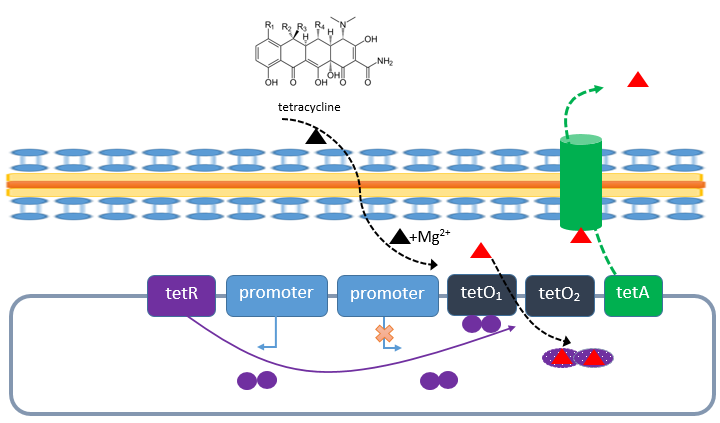 R₁ R₂ R₃ R₄ N
H H OH
NH₂
OH O OH OH O O
tetracycline
+Mg²⁺
tetR promoter promoter tetO₁ tetO₂ tetA